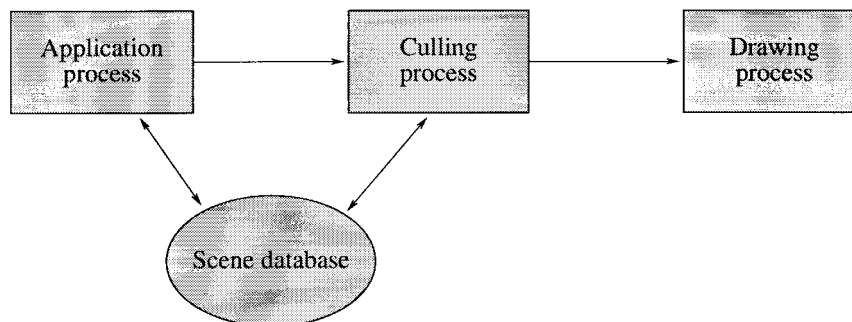 Application
process
Culling
process
Drawing
process
Scene database